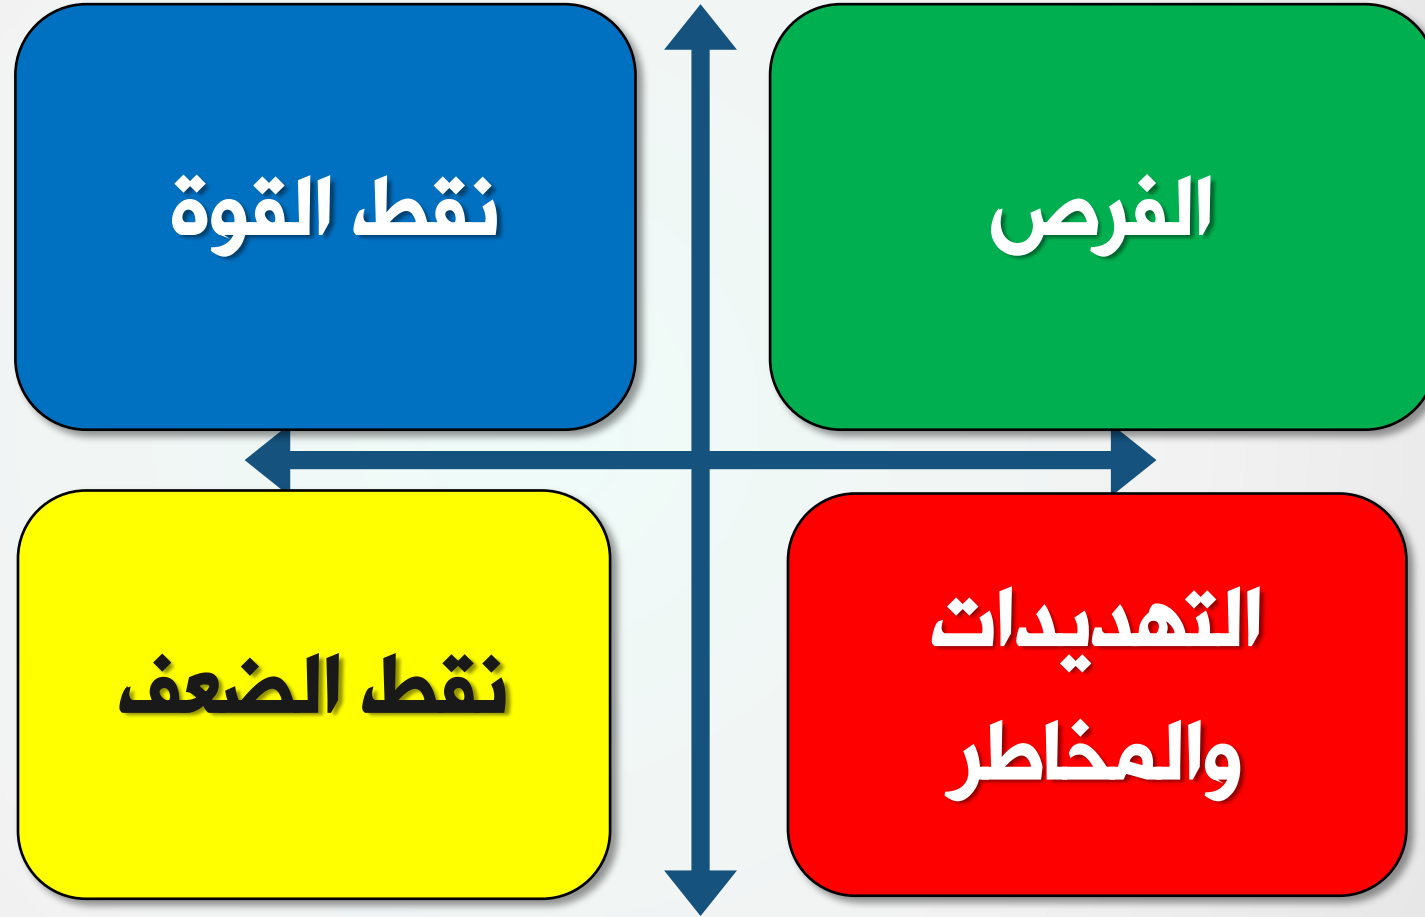 الفرص
نقط القوة
التهديدات
والمخاطر
نقط الضعف